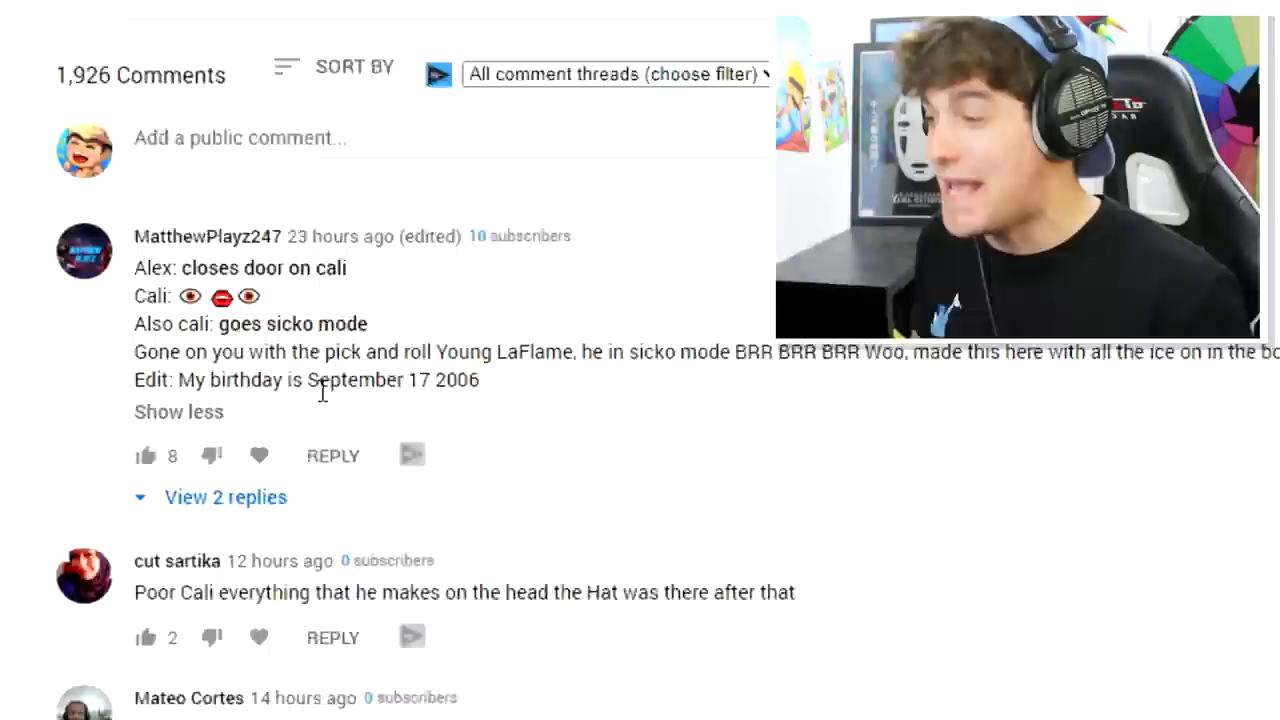 1,926 Comments
SORT BY
All comment threads (choose filter)
Add a public comment...
MatthewPlayz247 23 hours ago (edited) 10 subscribers
Alex: closes door on cali
Cali: 👁 👄 👁
Also cali: goes sicko mode
Gone on you with the pick and roll Young LaFlame, he in sicko mode BRR BRR BRR Woo, made this here with all the ice on in the bo
Edit: My birthday is September 17 2006
Show less
8 REPLY
View 2 replies
cut sartika 12 hours ago 0 subscribers
Poor Cali everything that he makes on the head the Hat was there after that
2 REPLY
Mateo Cortes 14 hours ago 0 subscribers